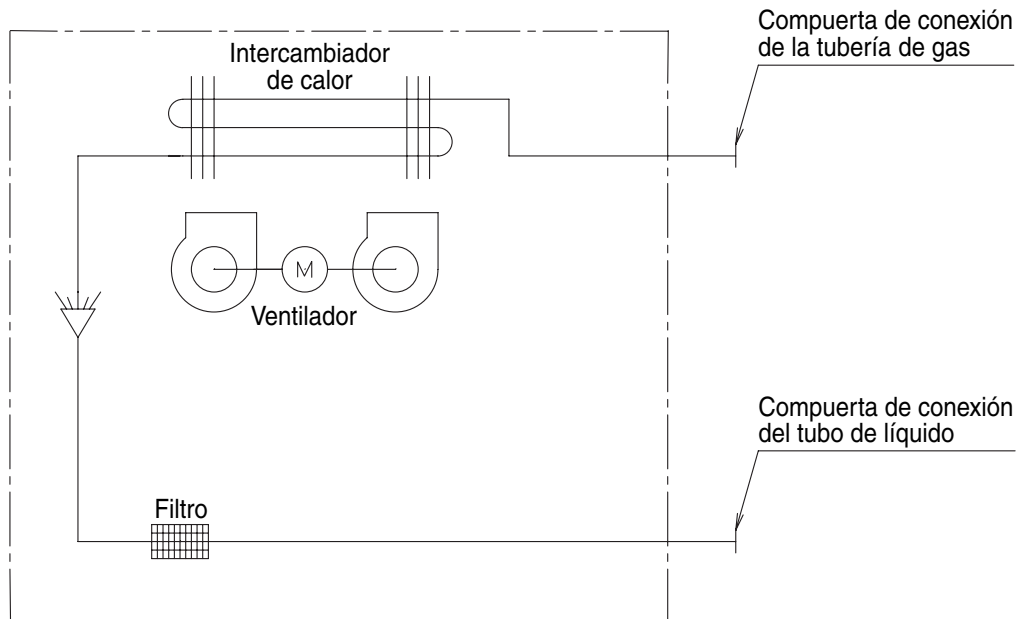 Compuerta de conexión
de la tubería de gas
Intercambiador
de calor
M
Ventilador
Compuerta de conexión
del tubo de líquido
Filtro